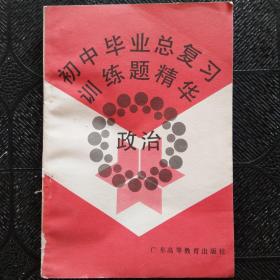 初中毕业总复习
训练题精华
政治
广东高等教育出版社